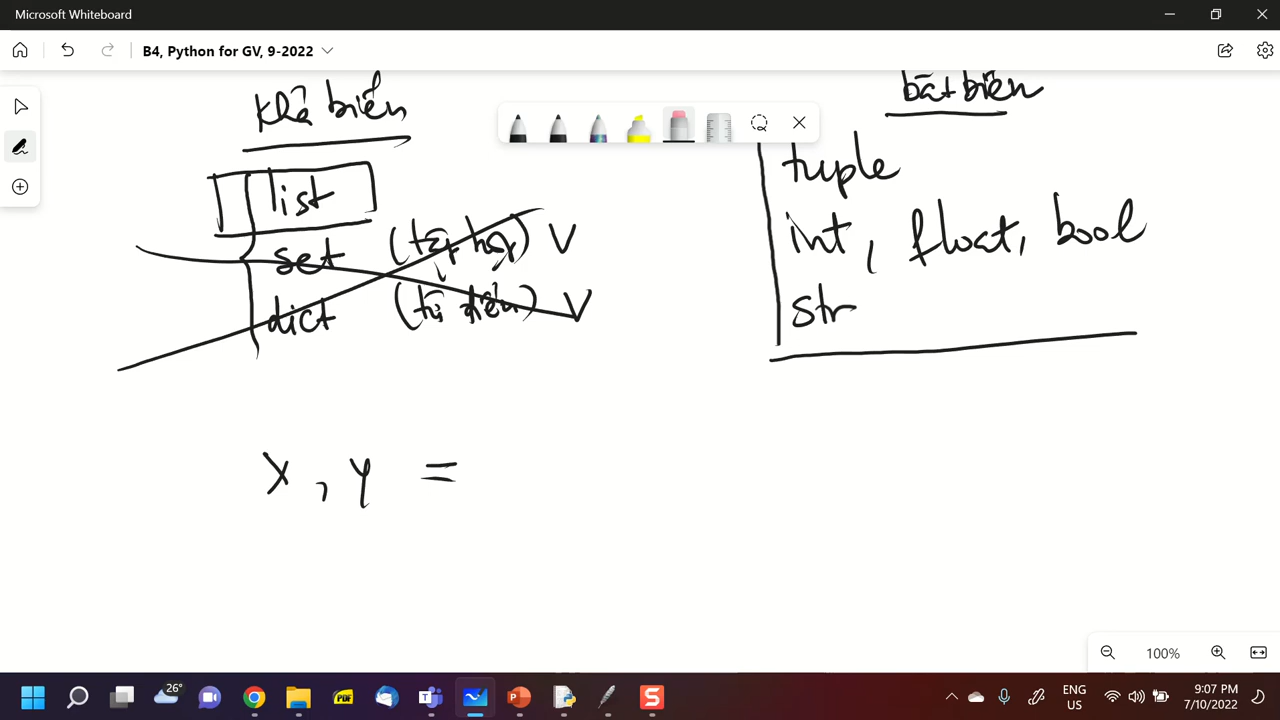 Microsoft Whiteboard
B4, Python for GV, 9-2022
khả biến
list
set (tập hợp) V
dict (từ điển) V
bất biến
tuple
int, float, bool
str
x, y =
100%
26°
PDF
ENG
US
9:07 PM
7/10/2022